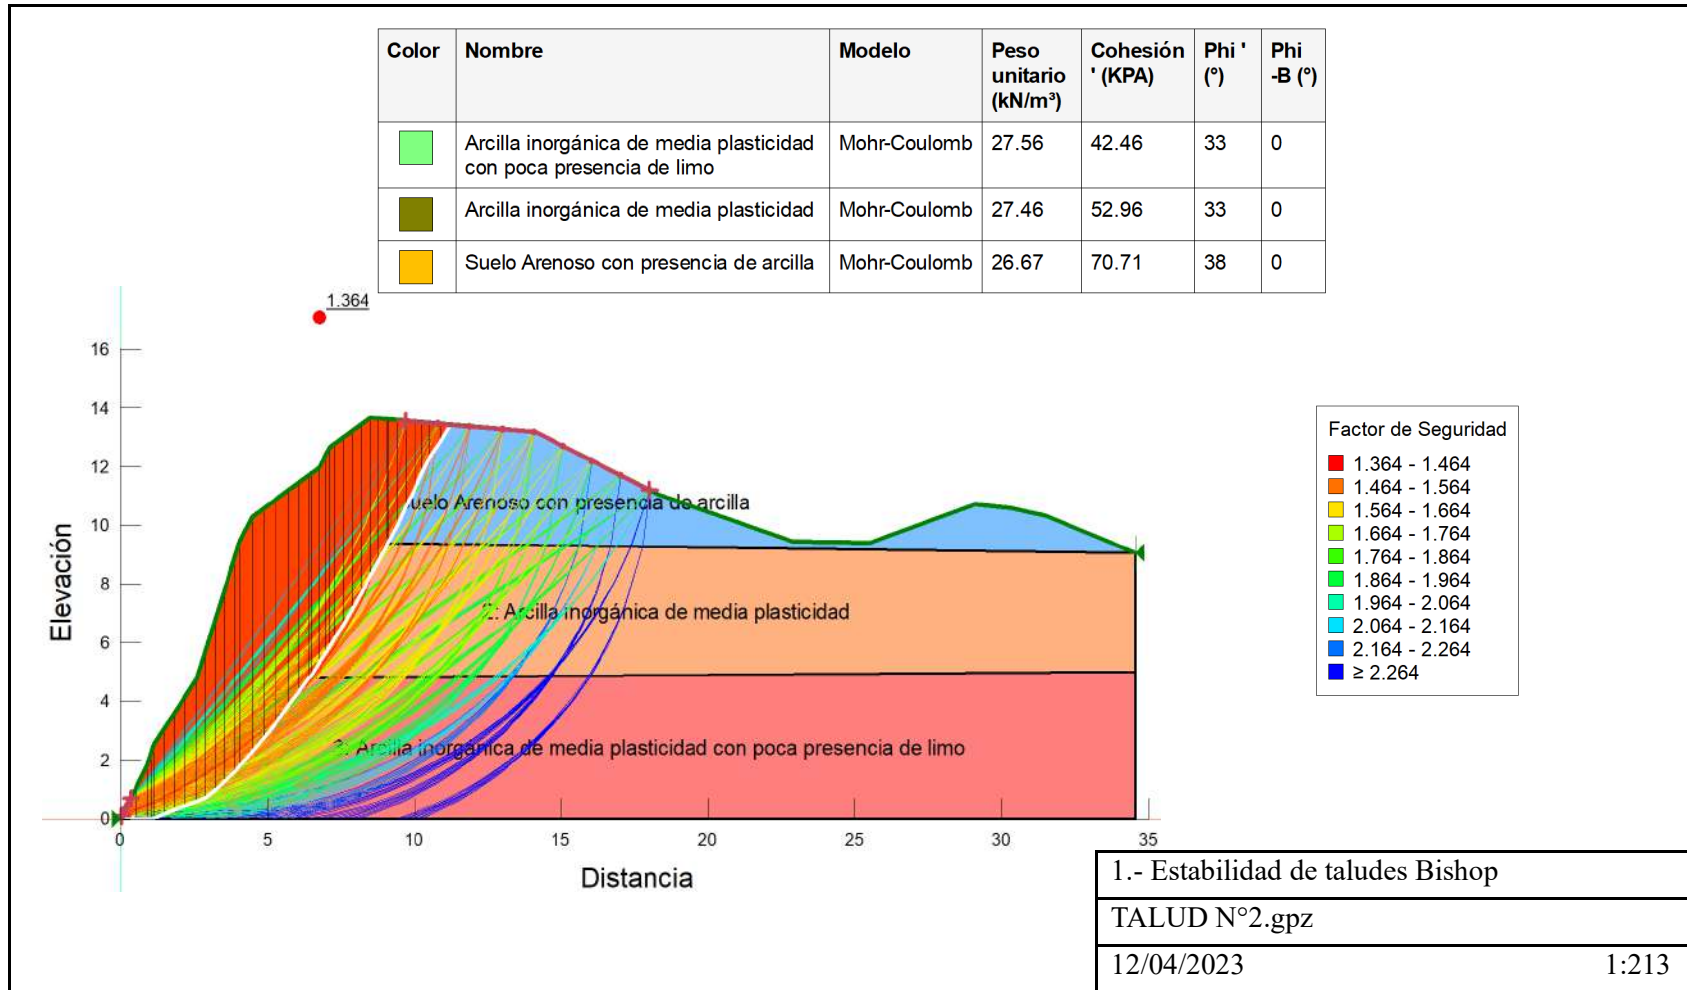 Color Nombre Modelo Peso unitario (kN/m³) Cohesión ' (KPA) Phi ' (°) Phi -B (°)
Arcilla inorgánica de media plasticidad con poca presencia de limo Mohr-Coulomb 27.56 42.46 33 0
Arcilla inorgánica de media plasticidad Mohr-Coulomb 27.46 52.96 33 0
Suelo Arenoso con presencia de arcilla Mohr-Coulomb 26.67 70.71 38 0
1.364
16
14
12
10
8
6
4
2
0
Elevación
uelo Arenoso con presencia de arcilla
2: Arcilla inorgánica de media plasticidad
3: Arcilla inorgánica de media plasticidad con poca presencia de limo
0 5 10 15 20 25 30 35
Distancia
Factor de Seguridad
1.364 - 1.464
1.464 - 1.564
1.564 - 1.664
1.664 - 1.764
1.764 - 1.864
1.864 - 1.964
1.964 - 2.064
2.064 - 2.164
2.164 - 2.264
≥ 2.264
1.- Estabilidad de taludes Bishop
TALUD N°2.gpz
12/04/2023 1:213